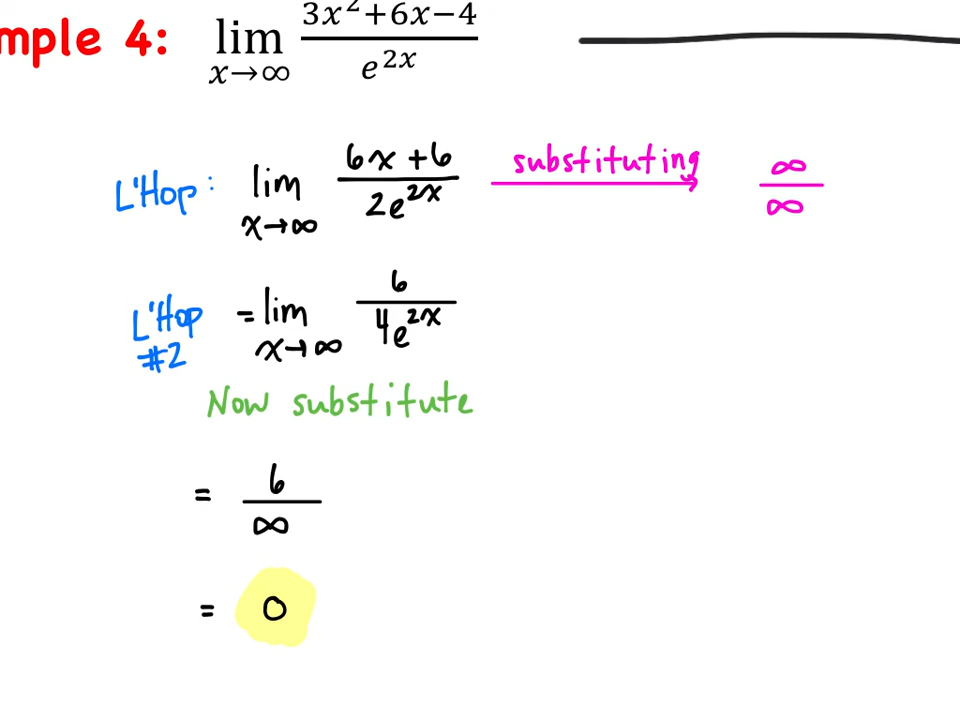 mple 4: lim x→∞ (3x²+6x−4)/(e^{2x})
L'Hop: lim x→∞ (6x+6)/(2e^{2x}) substituting → ∞/∞
L'Hop #2 = lim x→∞ 6/(4e^{2x})
Now substitute
= 6/∞
= 0